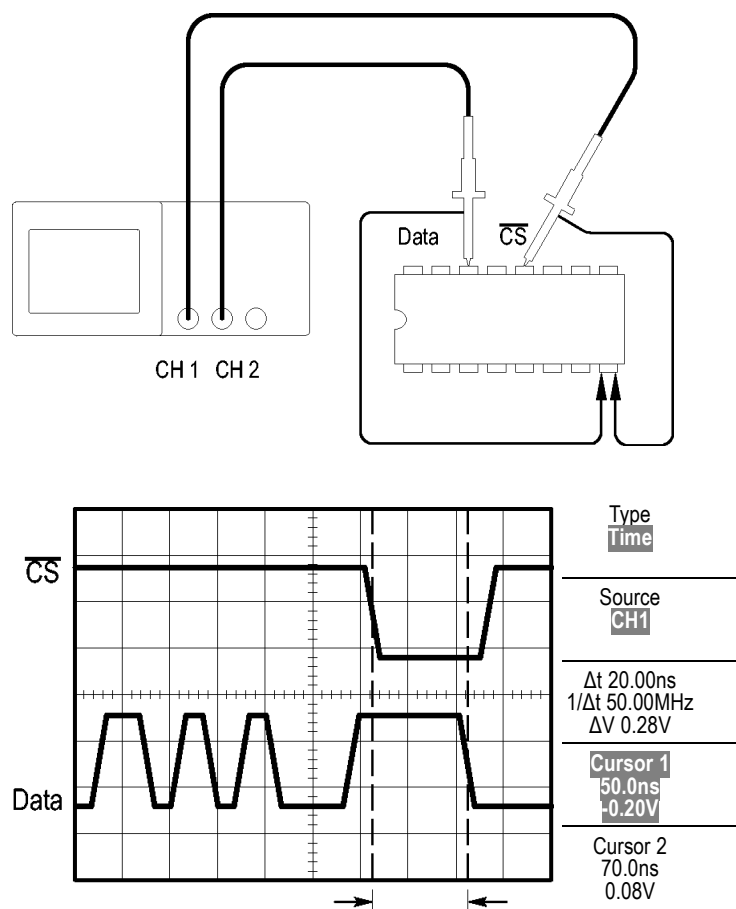 Data CS̅
CH 1 CH 2
C̅S̅
Data
Type
Time
Source
CH1
Δt 20.00ns
1/Δt 50.00MHz
ΔV 0.28V
Cursor 1
50.0ns
-0.20V
Cursor 2
70.0ns
0.08V